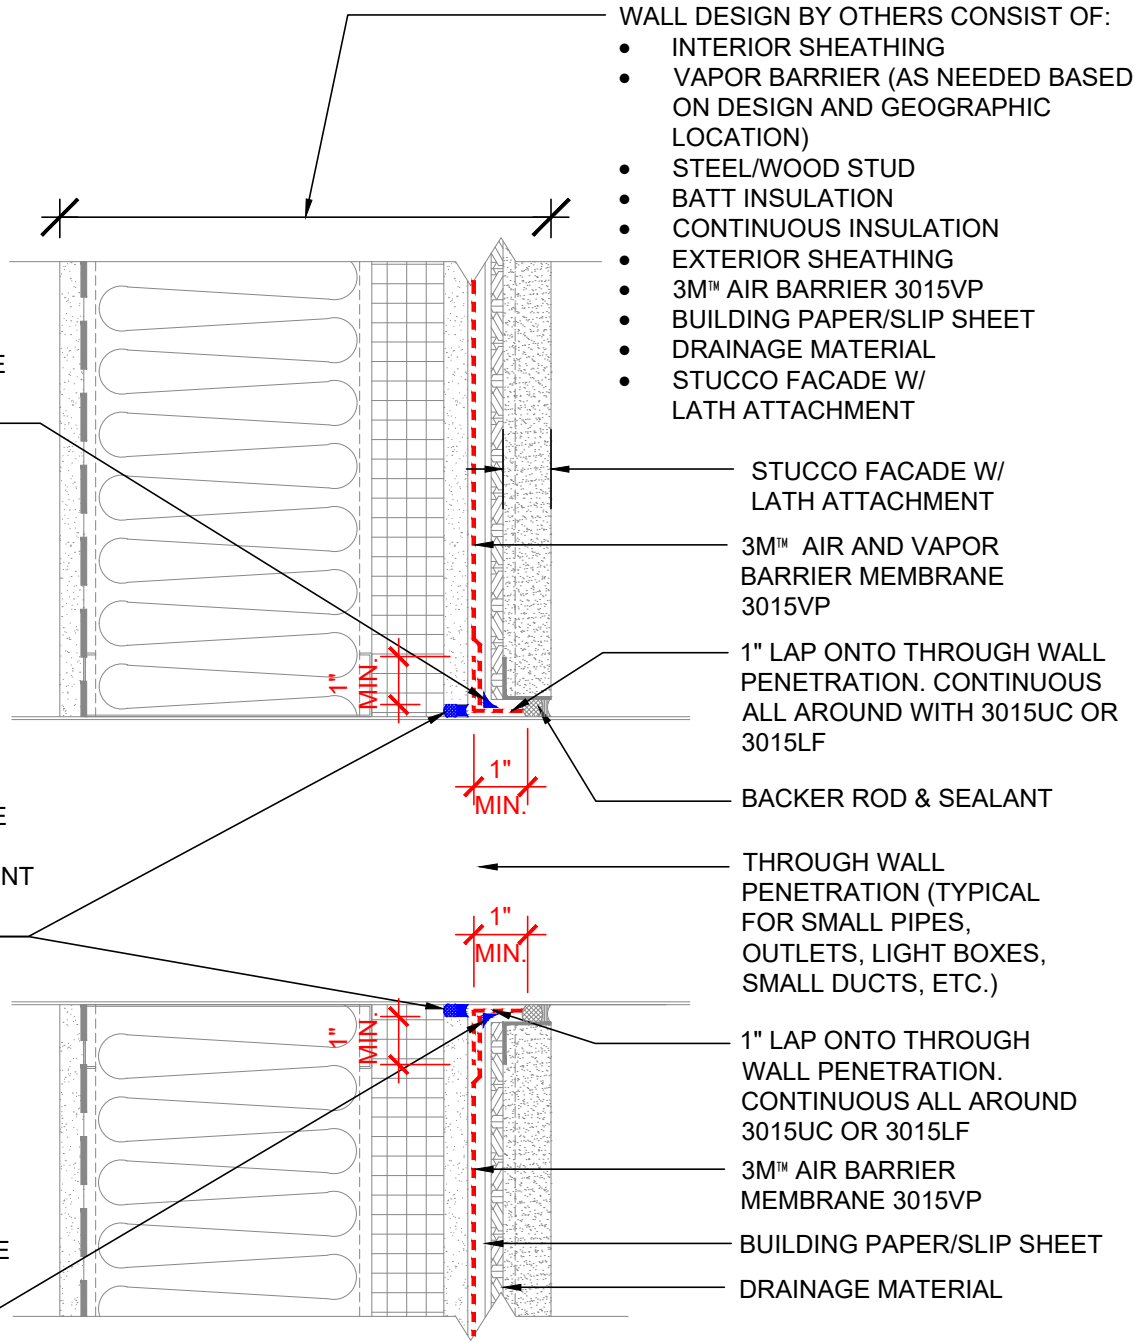 WALL DESIGN BY OTHERS CONSIST OF:
• INTERIOR SHEATHING
• VAPOR BARRIER (AS NEEDED BASED
ON DESIGN AND GEOGRAPHIC
LOCATION)
• STEEL/WOOD STUD
• BATT INSULATION
• CONTINUOUS INSULATION
• EXTERIOR SHEATHING
• 3M™ AIR BARRIER 3015VP
• BUILDING PAPER/SLIP SHEET
• DRAINAGE MATERIAL
• STUCCO FACADE W/
LATH ATTACHMENT
E
STUCCO FACADE W/
LATH ATTACHMENT
3M™ AIR AND VAPOR
BARRIER MEMBRANE
3015VP
1" LAP ONTO THROUGH WALL
PENETRATION. CONTINUOUS
ALL AROUND WITH 3015UC OR
3015LF
1"
MIN.
1"
MIN.
BACKER ROD & SEALANT
E
NT
THROUGH WALL
PENETRATION (TYPICAL
FOR SMALL PIPES,
OUTLETS, LIGHT BOXES,
SMALL DUCTS, ETC.)
1"
MIN.
1"
MIN.
1" LAP ONTO THROUGH
WALL PENETRATION.
CONTINUOUS ALL AROUND
3015UC OR 3015LF
3M™ AIR BARRIER
MEMBRANE 3015VP
E
BUILDING PAPER/SLIP SHEET
DRAINAGE MATERIAL